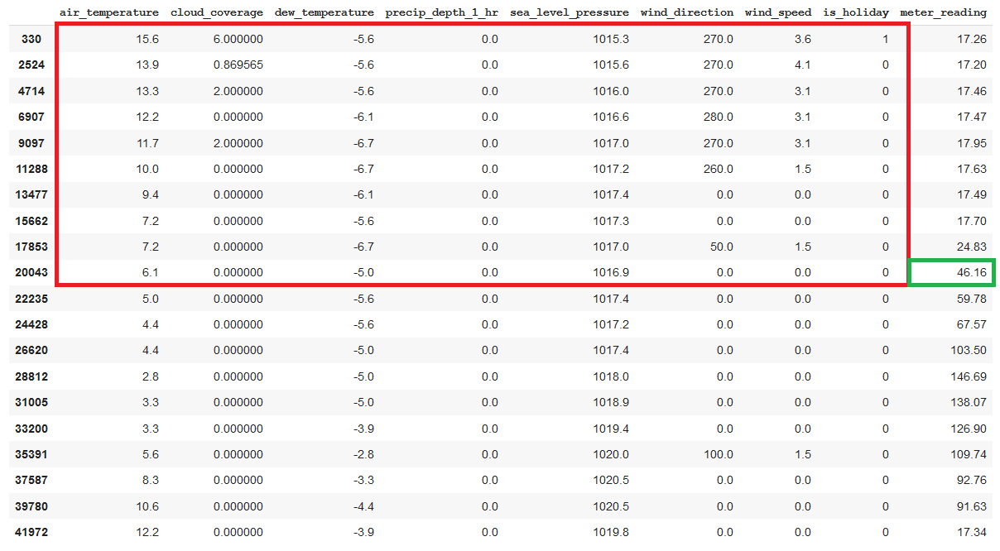 air_temperature cloud_coverage dew_temperature precip_depth_1_hr sea_level_pressure wind_direction wind_speed is_holiday meter_reading
330 15.6 6.000000 -5.6 0.0 1015.3 270.0 3.6 1 17.26
2524 13.9 0.869565 -5.6 0.0 1015.6 270.0 4.1 0 17.20
4714 13.3 2.000000 -5.6 0.0 1016.0 270.0 3.1 0 17.46
6907 12.2 0.000000 -6.1 0.0 1016.6 280.0 3.1 0 17.47
9097 11.7 2.000000 -6.7 0.0 1017.0 270.0 3.1 0 17.95
11288 10.0 0.000000 -6.7 0.0 1017.2 260.0 1.5 0 17.63
13477 9.4 0.000000 -6.1 0.0 1017.4 0.0 0.0 0 17.49
15662 7.2 0.000000 -5.6 0.0 1017.3 0.0 0.0 0 17.70
17853 7.2 0.000000 -6.7 0.0 1017.0 50.0 1.5 0 24.83
20043 6.1 0.000000 -5.0 0.0 1016.9 0.0 0.0 0 46.16
22235 5.0 0.000000 -5.6 0.0 1017.4 0.0 0.0 0 59.78
24428 4.4 0.000000 -5.6 0.0 1017.2 0.0 0.0 0 67.57
26620 4.4 0.000000 -5.0 0.0 1017.4 0.0 0.0 0 103.50
28812 2.8 0.000000 -5.0 0.0 1018.0 0.0 0.0 0 146.69
31005 3.3 0.000000 -5.0 0.0 1018.9 0.0 0.0 0 138.07
33200 3.3 0.000000 -3.9 0.0 1019.4 0.0 0.0 0 126.90
35391 5.6 0.000000 -2.8 0.0 1020.0 100.0 1.5 0 109.74
37587 8.3 0.000000 -3.3 0.0 1020.5 0.0 0.0 0 92.76
39780 10.6 0.000000 -4.4 0.0 1020.5 0.0 0.0 0 91.63
41972 12.2 0.000000 -3.9 0.0 1019.8 0.0 0.0 0 17.34